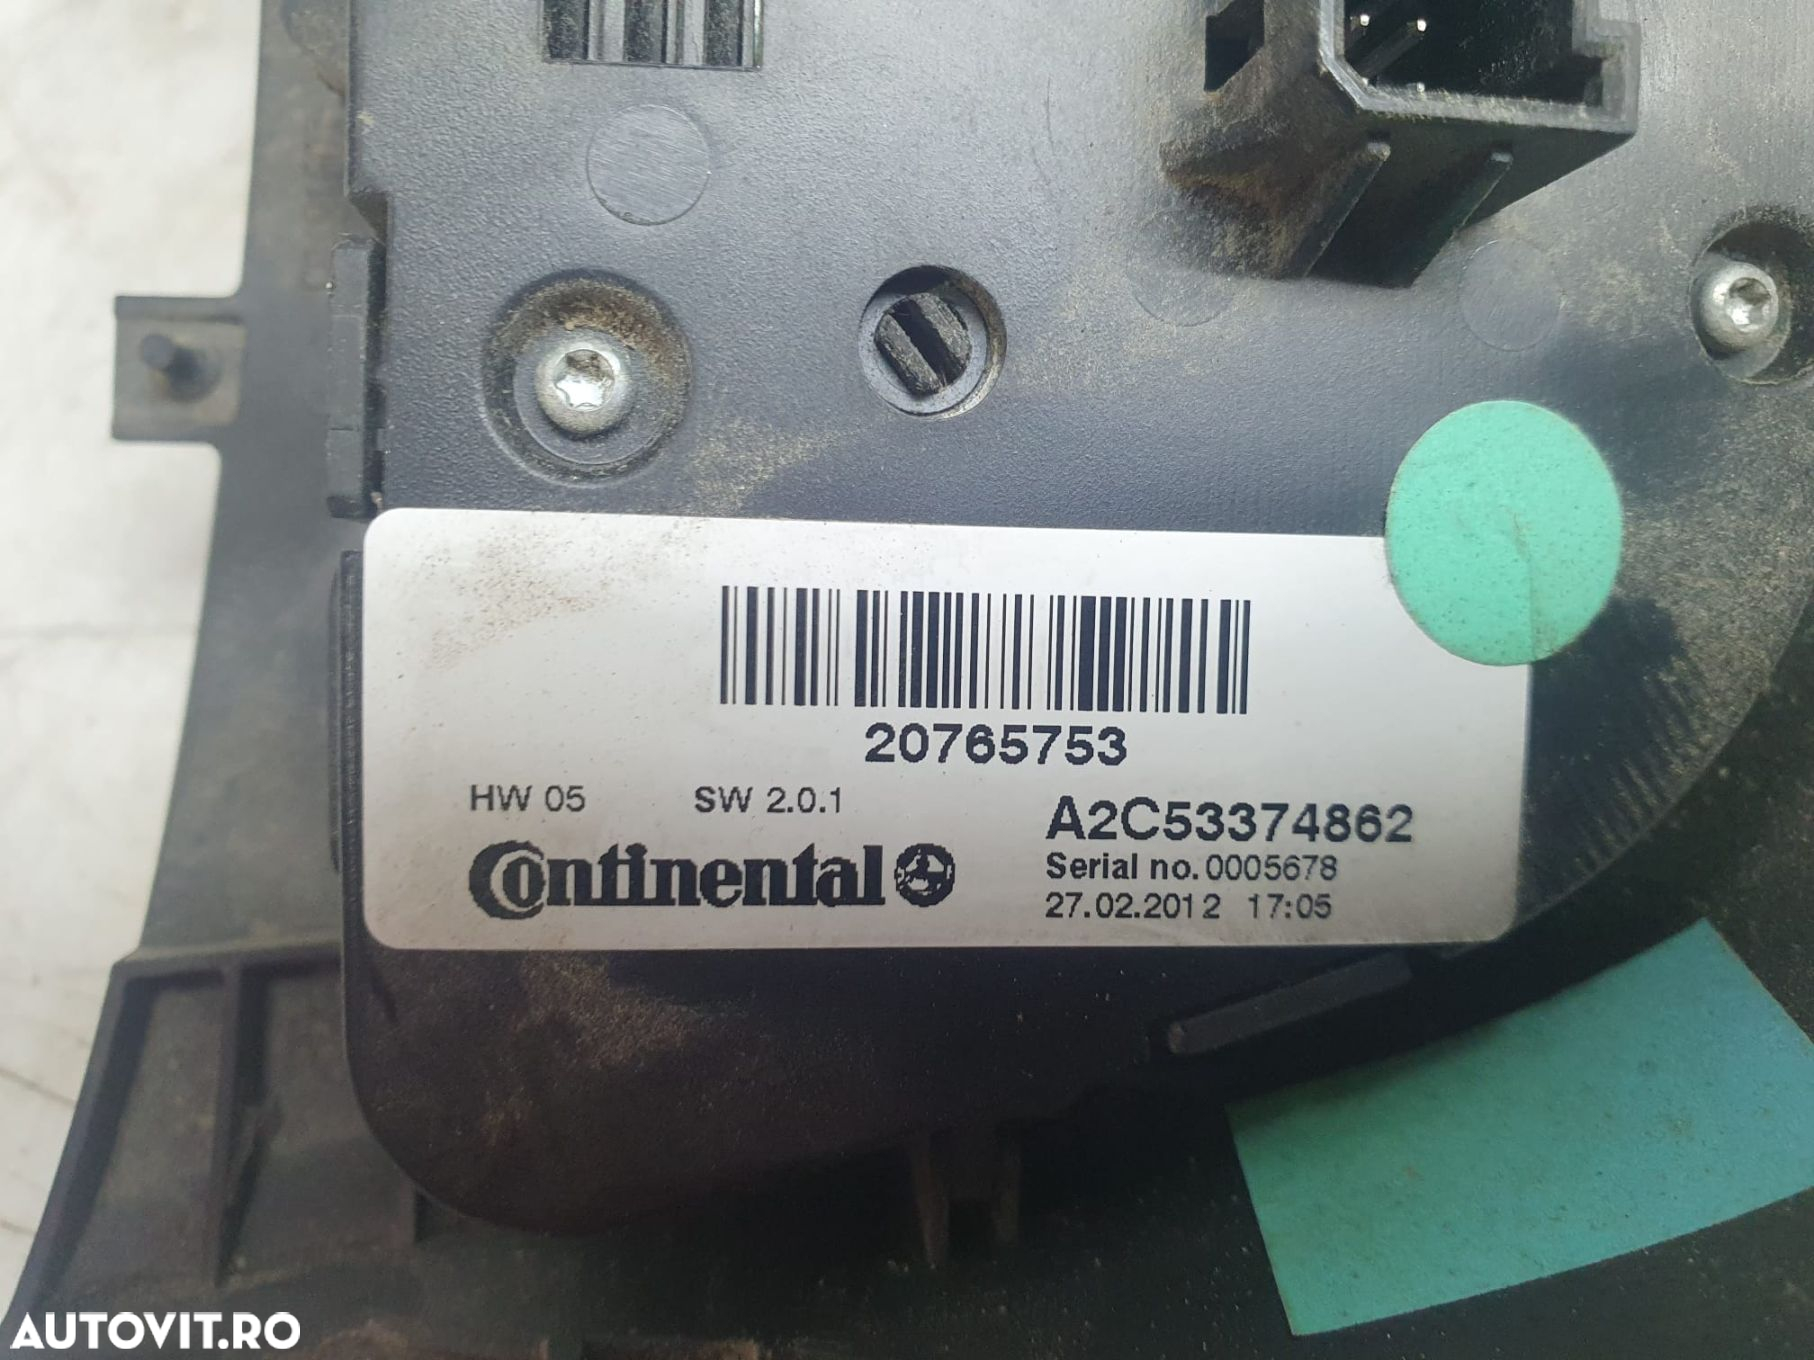 20765753
HW 05 SW 2.0.1
A2C53374862
Continental
Serial no.0005678
27.02.2012 17:05
AUTOVIT.RO